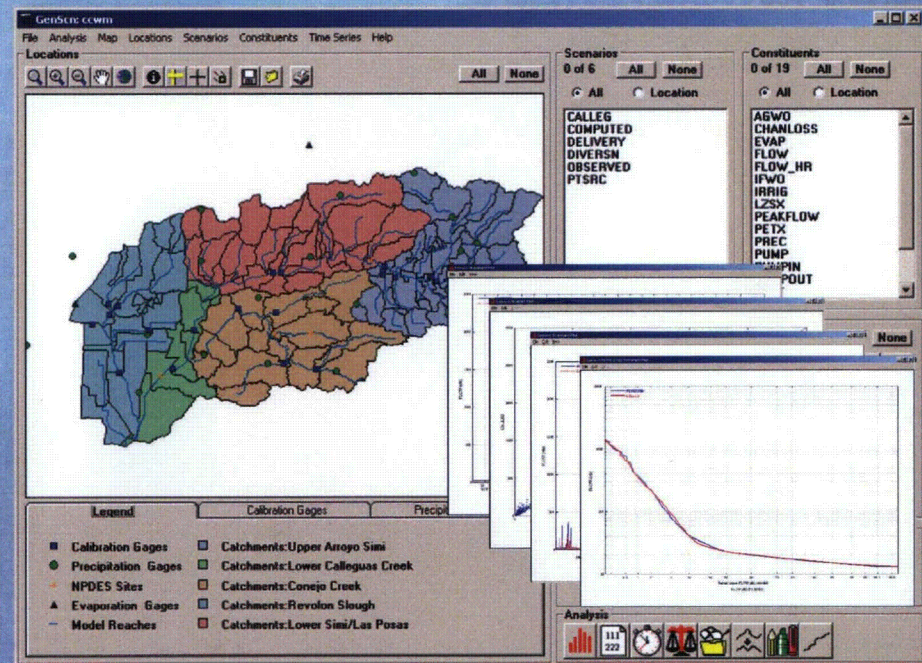 GenScn: ccwm
File Analysis Map Locations Scenarios Constituents Time Series Help
Locations
All None
Scenarios
0 of 6 All None
All Location
CALLEG
COMPUTED
DELIVERY
DIVERSN
OBSERVED
PTSRC
Constituents
0 of 19 All None
All Location
AGWO
CHANLOSS
EVAP
FLOW
FLOW_HR
IFWO
IRRIG
LZSX
PEAKFLOW
PETX
PREC
PUMP
None
Legend Calibration Gages
Calibration Gages
Precipitation Gages
NPDES Sites
Evaporation Gages
Model Reaches
Catchments:Upper Arroyo Simi
Catchments:Lower Calleguas Creek
Catchments:Conejo Creek
Catchments:Revolon Slough
Catchments:Lower Simi/Las Posas
Analysis
111
222